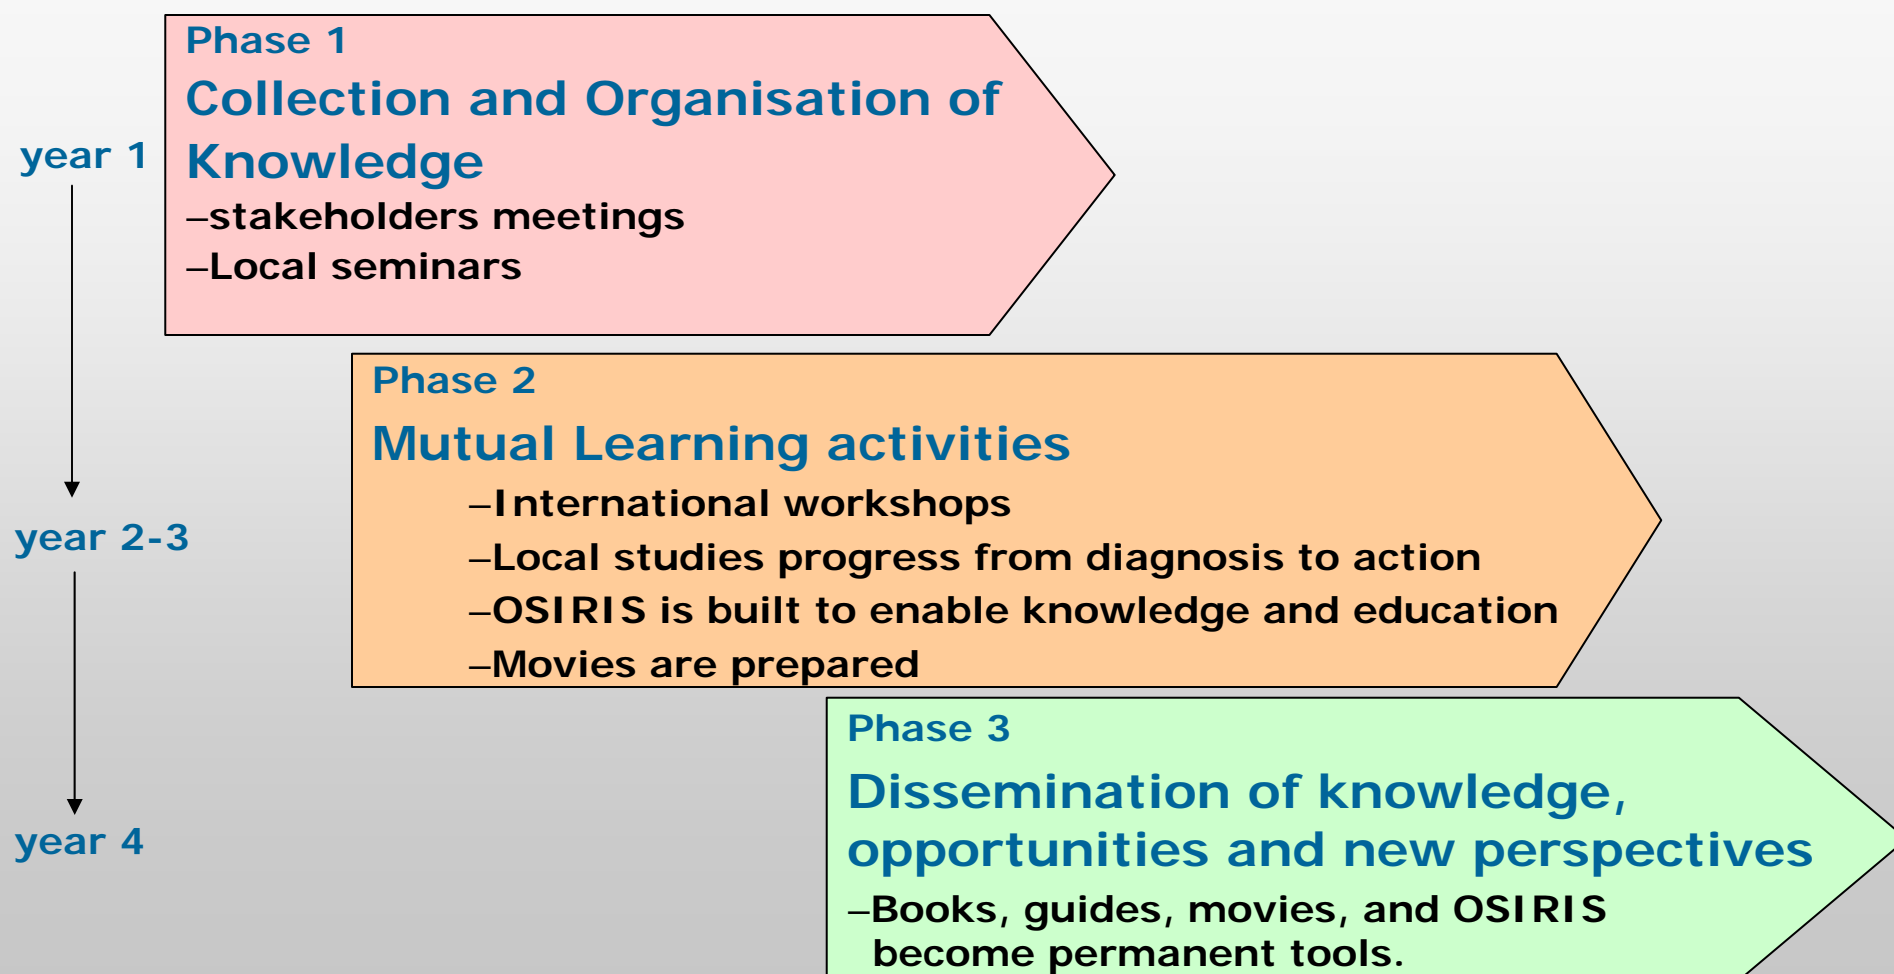 Phase 1
Collection and Organisation of
Knowledge
–stakeholders meetings
–Local seminars
year 1
Phase 2
Mutual Learning activities
–International workshops
–Local studies progress from diagnosis to action
–OSIRIS is built to enable knowledge and education
–Movies are prepared
year 2-3
Phase 3
Dissemination of knowledge,
opportunities and new perspectives
–Books, guides, movies, and OSIRIS
become permanent tools.
year 4